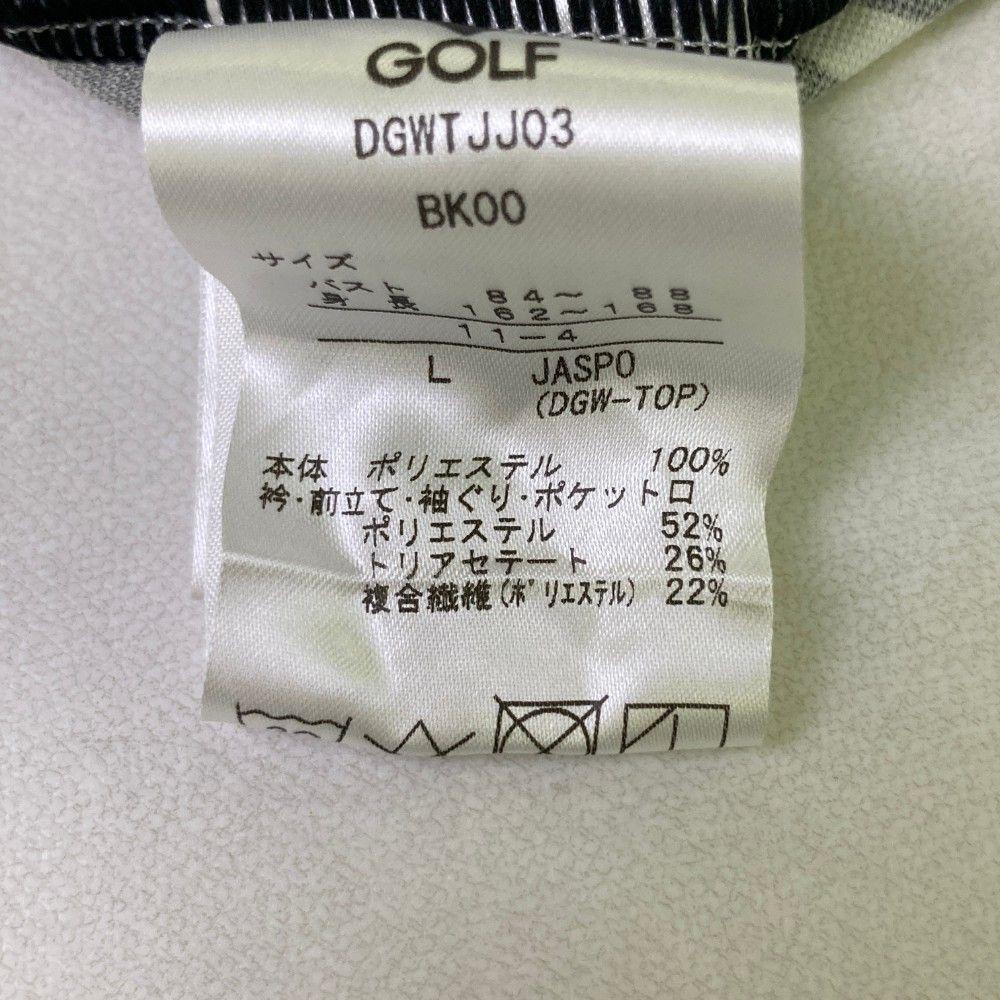 GOLF
DGWTJJ03
BK00
サイズ
バスト 84～88
身長 162～168
11-4
L JASPO
(DGW-TOP)
本体 ポリエステル 100%
衿・前立て・袖ぐり・ポケット口
ポリエステル 52%
トリアセテート 26%
複合繊維(ポリエステル) 22%